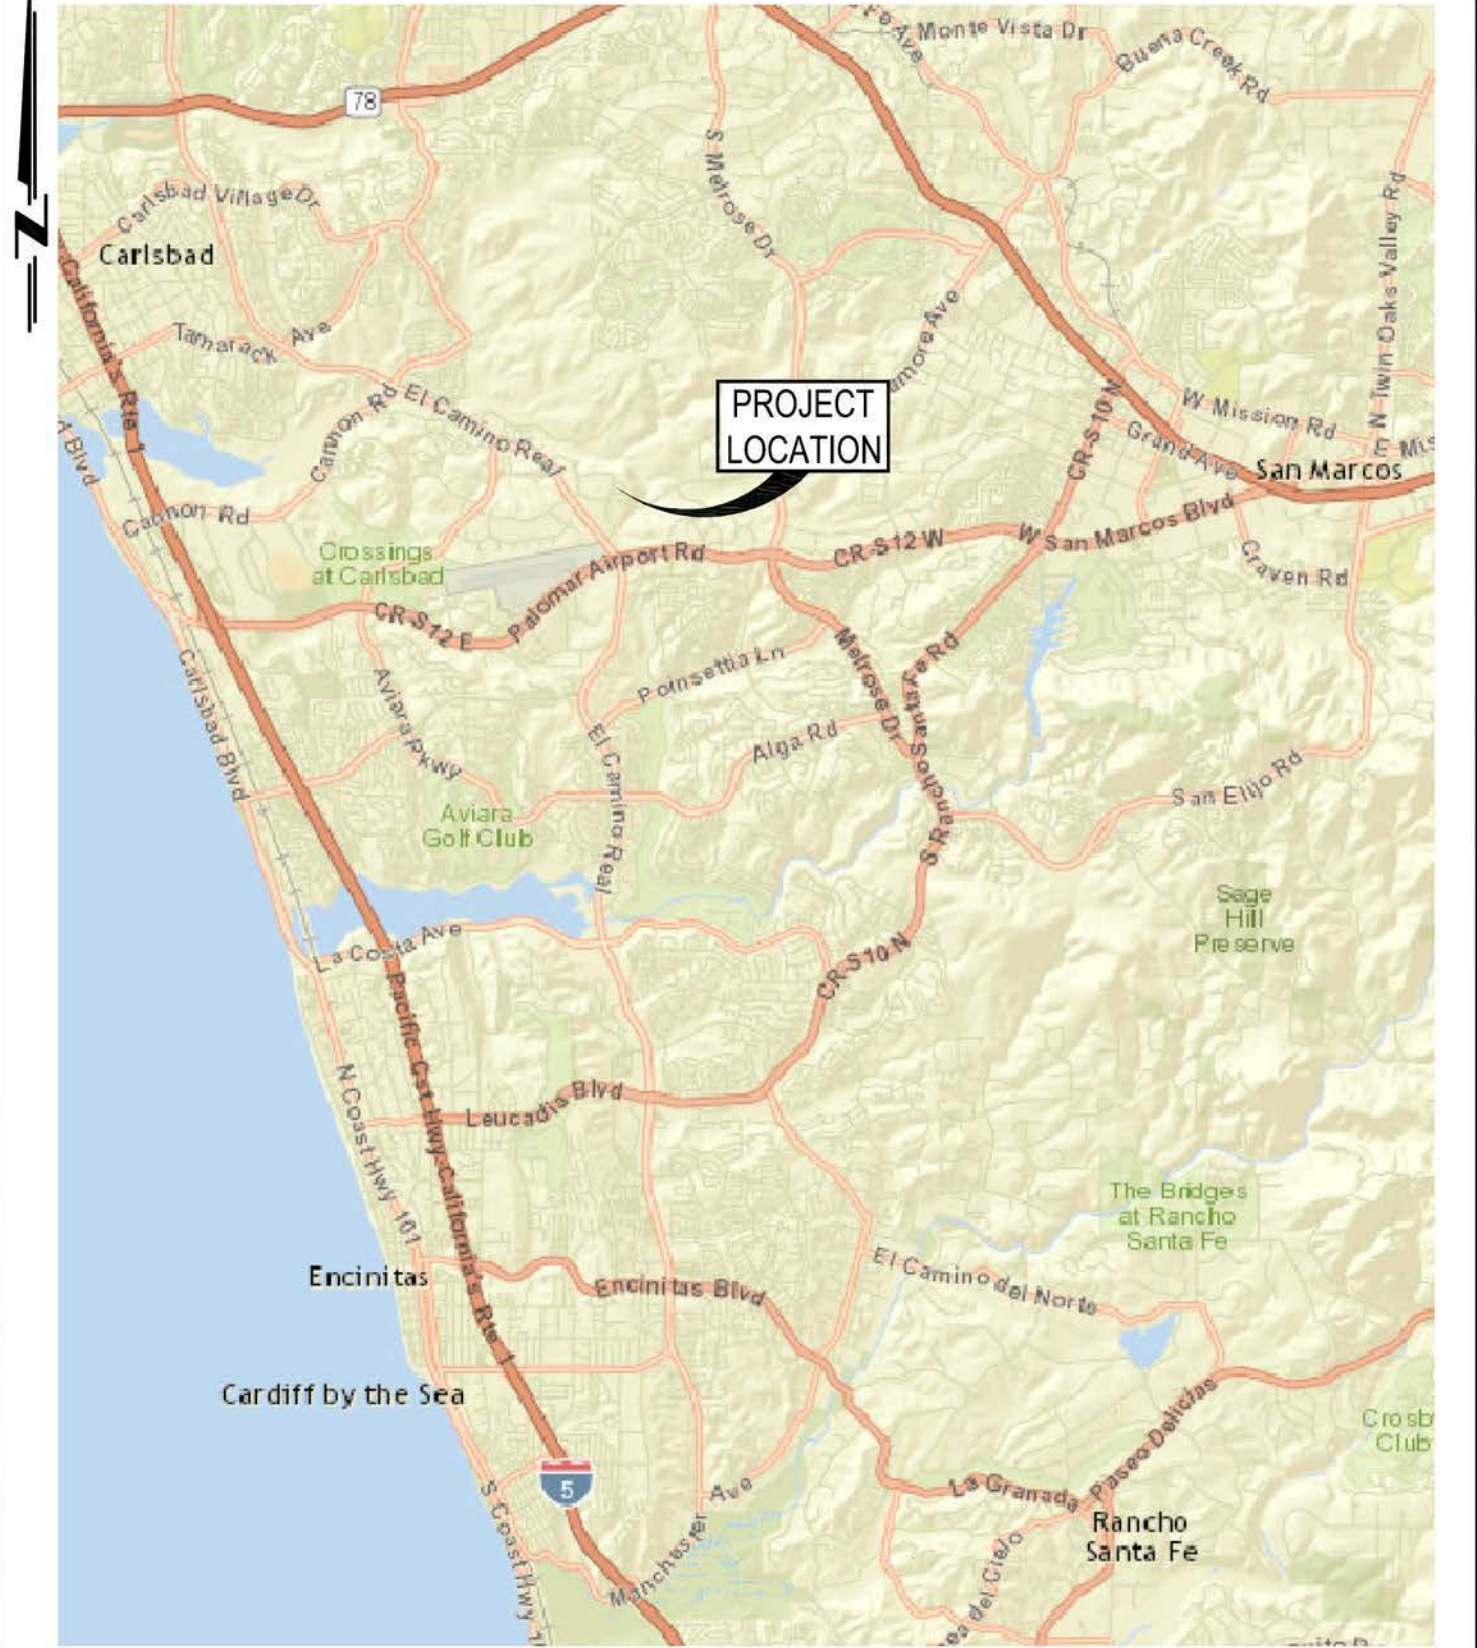 Monte Vista Dr
Buena Creek Rd
78
S Melrose Dr
Carlsbad Village Dr
N
Carlsbad
N Twin Oaks Valley Rd
California's Rte 1
Tamarack Ave
PROJECT
LOCATION
Cannon Rd
El Camino Real
CR-S10 N
W Mission Rd
Grand Ave
San Marcos
Blvd
Cannon Rd
Crossings
at Carlsbad
Palomar Airport Rd
CR-S12 W
W San Marcos Blvd
Craven Rd
CR-S12 E
Poinsettia Ln
Melrose Dr
S Rancho Santa Fe Rd
Carlsbad Blvd
Aviara Pkwy
El Camino Real
Alga Rd
San Elijo Rd
Aviara
Golf Club
Sage
Hill
Preserve
La Costa Ave
CR-S10 N
Pacific Cst Hwy-California's Rte 1
N Coast Hwy 101
Leucadia Blvd
The Bridges
at Rancho
Santa Fe
Encinitas
Encinitas Blvd
El Camino del Norte
Cardiff by the Sea
Paseo Delicias
Club
5
La Granada
Manchester Ave
Rancho
Santa Fe
S Coast Hwy
del Cielo